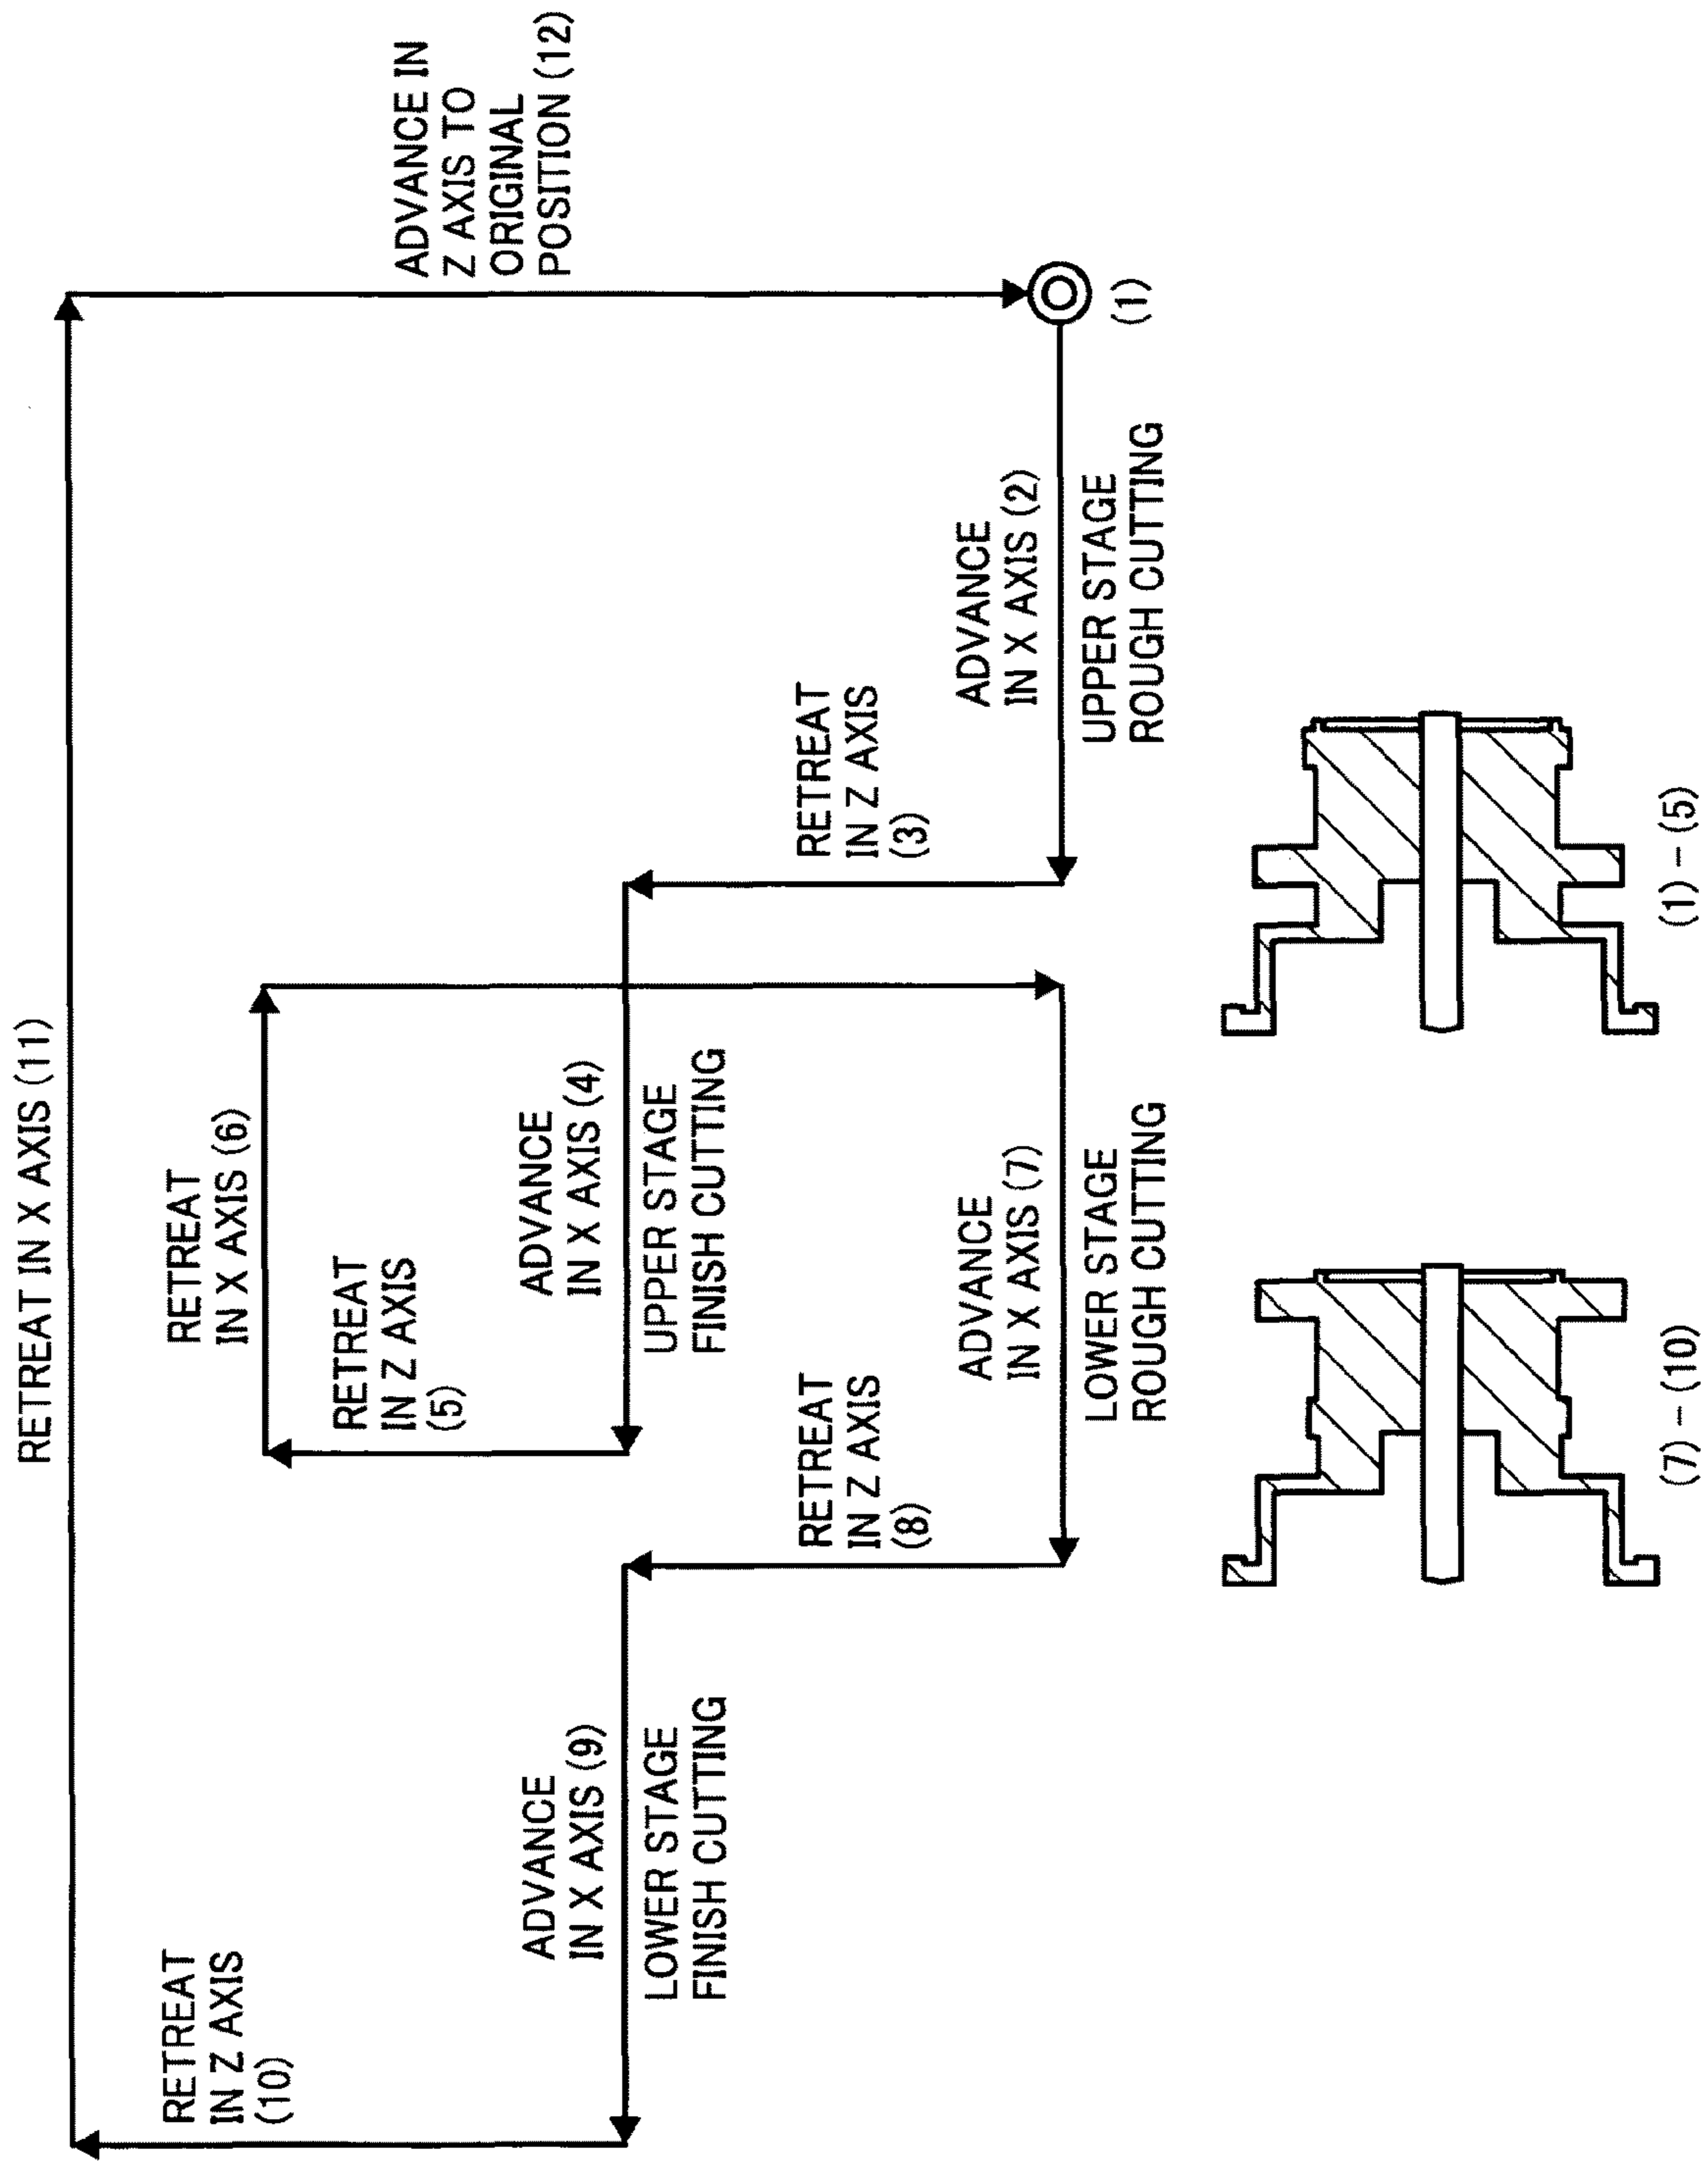 RETREAT IN X AXIS (11)
ADVANCE IN
Z AXIS TO
ORIGINAL
POSITION (12)
(1)
ADVANCE
IN X AXIS (2)
UPPER STAGE
ROUGH CUTTING
RETREAT
IN Z AXIS
(3)
ADVANCE
IN X AXIS (4)
UPPER STAGE
FINISH CUTTING
RETREAT
IN Z AXIS
(5)
RETREAT
IN X AXIS (6)
ADVANCE
IN X AXIS (7)
LOWER STAGE
ROUGH CUTTING
RETREAT
IN Z AXIS
(8)
ADVANCE
IN X AXIS (9)
LOWER STAGE
FINISH CUTTING
RETREAT
IN Z AXIS
(10)
(7) – (10)
(1) – (5)